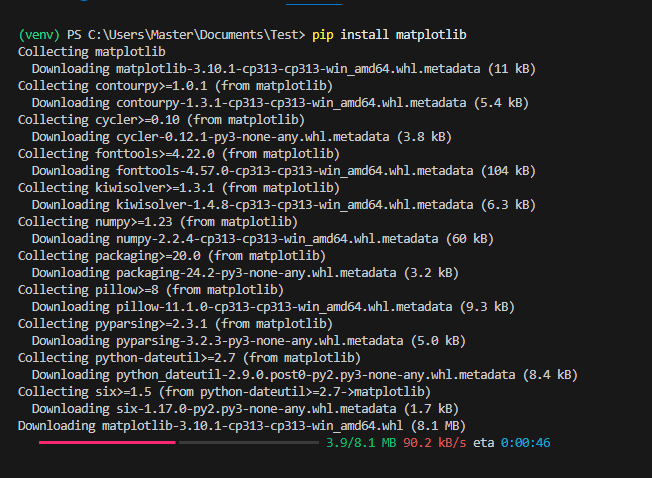 (venv) PS C:\Users\Master\Documents\Test> pip install matplotlib
Collecting matplotlib
  Downloading matplotlib-3.10.1-cp313-cp313-win_amd64.whl.metadata (11 kB)
Collecting contourpy>=1.0.1 (from matplotlib)
  Downloading contourpy-1.3.1-cp313-cp313-win_amd64.whl.metadata (5.4 kB)
Collecting cycler>=0.10 (from matplotlib)
  Downloading cycler-0.12.1-py3-none-any.whl.metadata (3.8 kB)
Collecting fonttools>=4.22.0 (from matplotlib)
  Downloading fonttools-4.57.0-cp313-cp313-win_amd64.whl.metadata (104 kB)
Collecting kiwisolver>=1.3.1 (from matplotlib)
  Downloading kiwisolver-1.4.8-cp313-cp313-win_amd64.whl.metadata (6.3 kB)
Collecting numpy>=1.23 (from matplotlib)
  Downloading numpy-2.2.4-cp313-cp313-win_amd64.whl.metadata (60 kB)
Collecting packaging>=20.0 (from matplotlib)
  Downloading packaging-24.2-py3-none-any.whl.metadata (3.2 kB)
Collecting pillow>=8 (from matplotlib)
  Downloading pillow-11.1.0-cp313-cp313-win_amd64.whl.metadata (9.3 kB)
Collecting pyparsing>=2.3.1 (from matplotlib)
  Downloading pyparsing-3.2.3-py3-none-any.whl.metadata (5.0 kB)
Collecting python-dateutil>=2.7 (from matplotlib)
  Downloading python_dateutil-2.9.0.post0-py2.py3-none-any.whl.metadata (8.4 kB)
Collecting six>=1.5 (from python-dateutil>=2.7->matplotlib)
  Downloading six-1.17.0-py2.py3-none-any.whl.metadata (1.7 kB)
Downloading matplotlib-3.10.1-cp313-cp313-win_amd64.whl (8.1 MB)
3.9/8.1 MB 90.2 kB/s eta 0:00:46